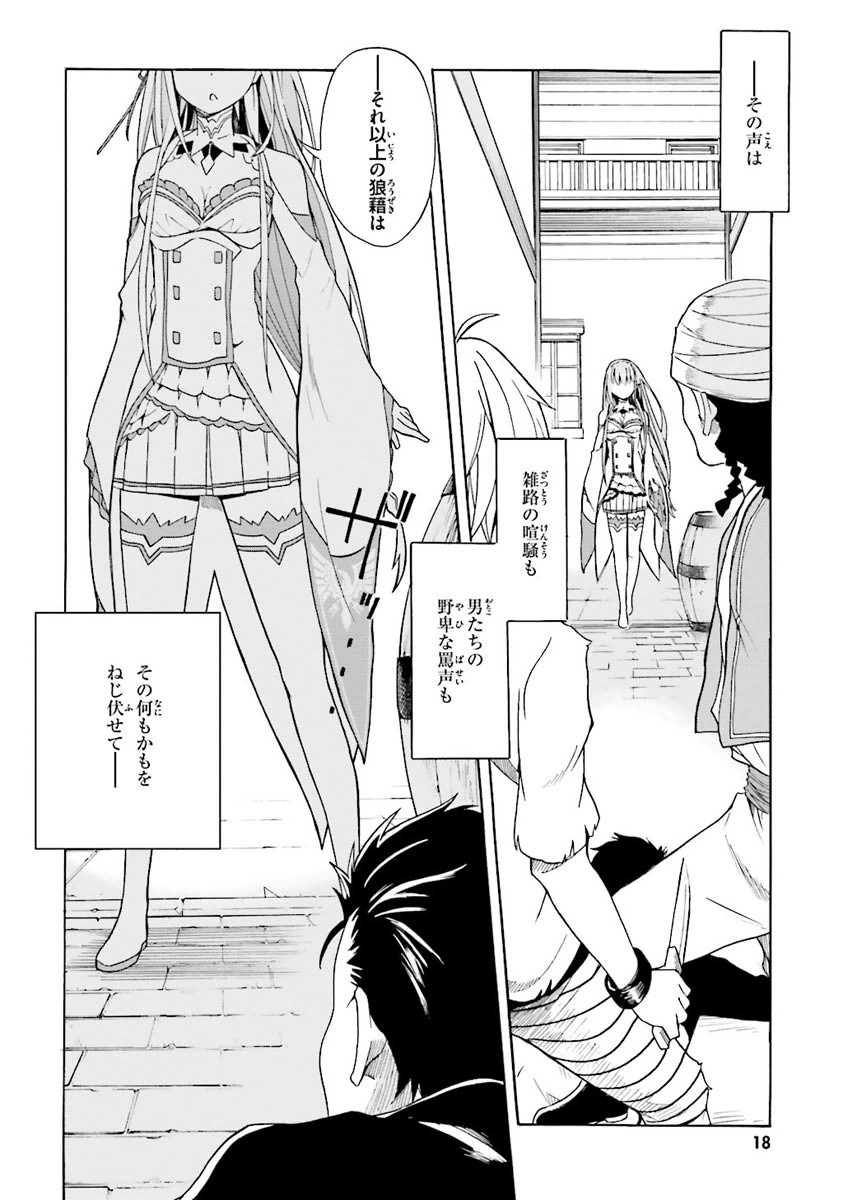 ──その声は
雑踏の喧騒も
男たちの
野卑な罵声も
──それ以上の狼藉は
ザッ…
その何もかもを
ねじ伏せて──
18